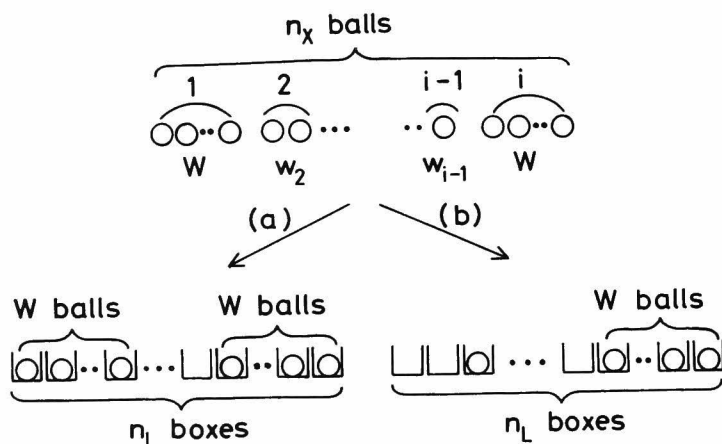 n_X balls
1 2 i-1 i
W w_2 w_{i-1} W
(a) (b)
W balls W balls W balls
n_L boxes n_L boxes